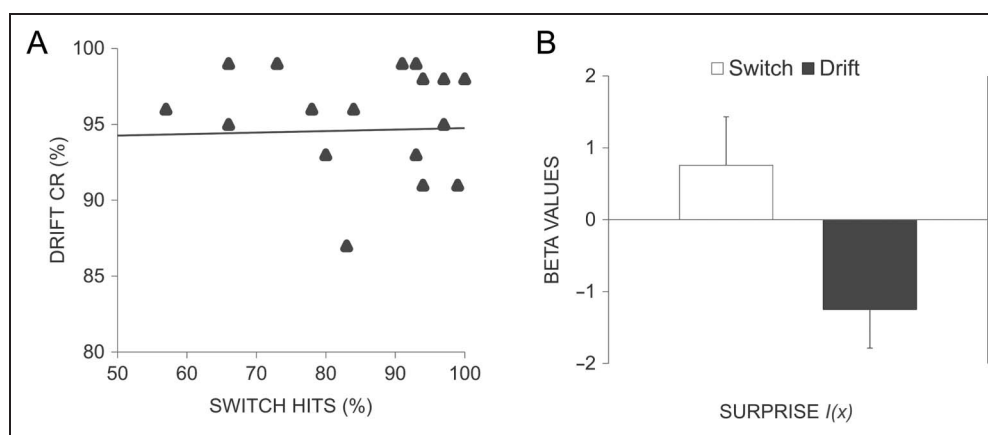 A
DRIFT CR (%)
100
95
90
85
80
50 60 70 80 90 100
SWITCH HITS (%)
B
Switch Drift
BETA VALUES
2
1
0
−1
−2
SURPRISE I(x)